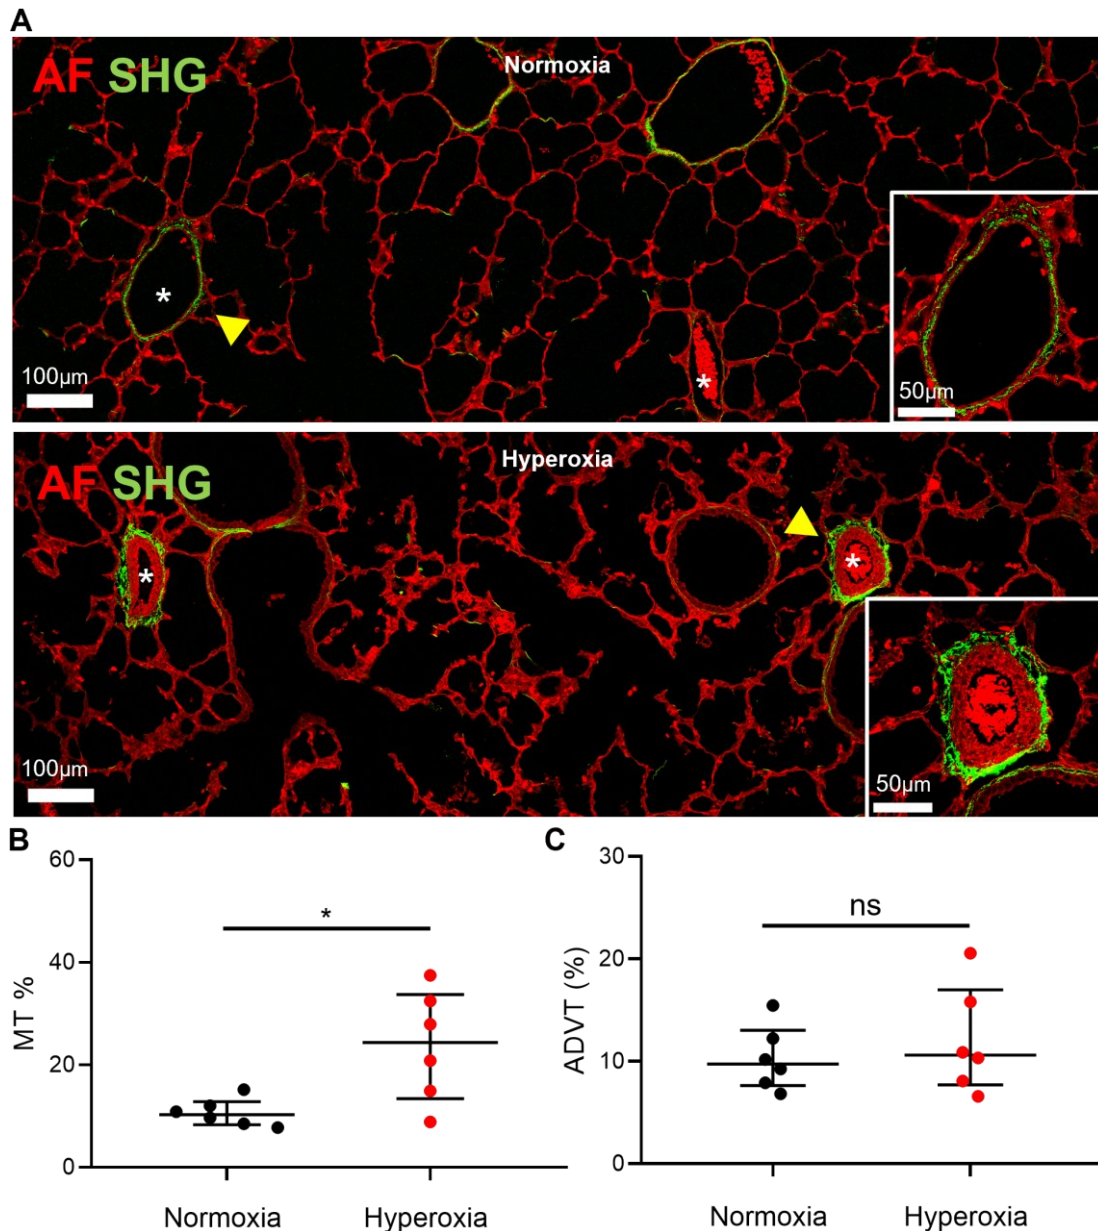 A
AF SHG
Normoxia
*
*
100μm
50μm
AF SHG
Hyperoxia
*
*
100μm
50μm
B
MT %
60
40
20
0
*
Normoxia Hyperoxia
C
ADVT (%)
30
20
10
0
ns
Normoxia Hyperoxia